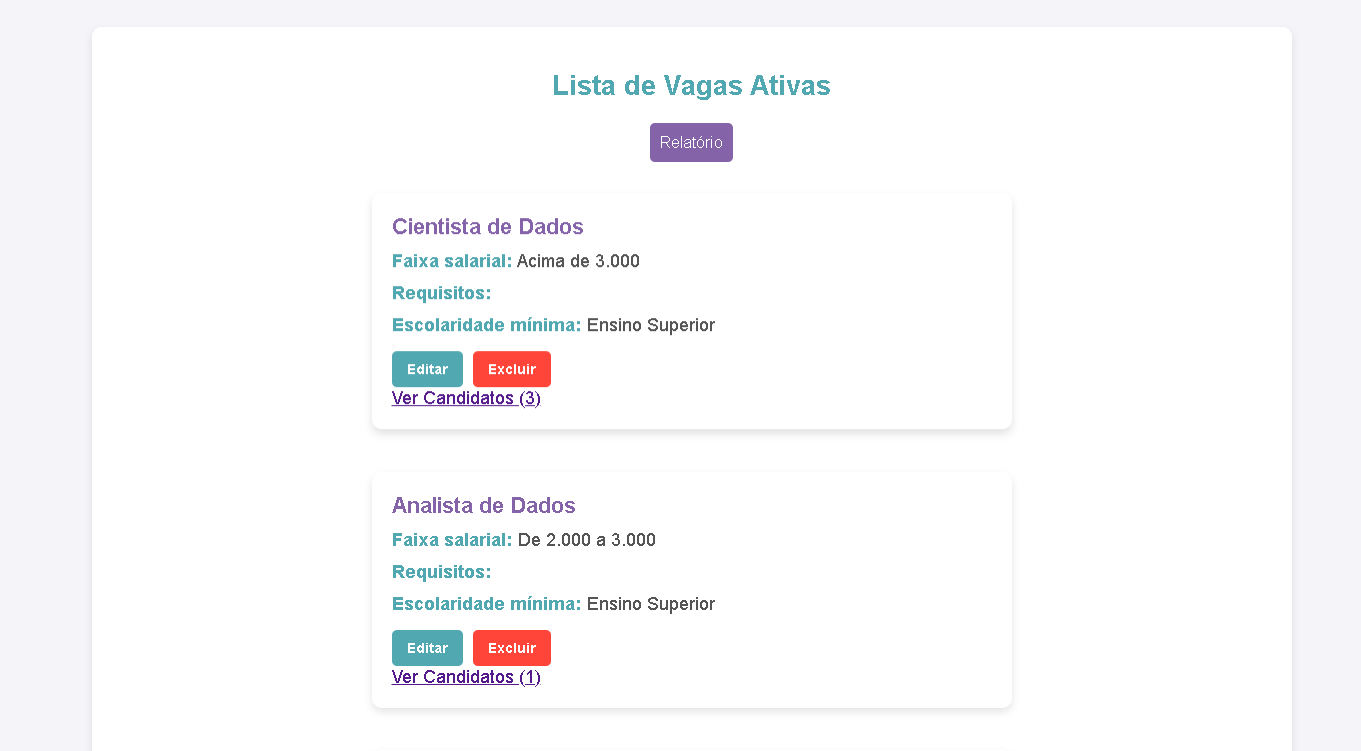 Lista de Vagas Ativas
Relatório
Cientista de Dados
Faixa salarial: Acima de 3.000
Requisitos:
Escolaridade mínima: Ensino Superior
Editar Excluir
Ver Candidatos (3)
Analista de Dados
Faixa salarial: De 2.000 a 3.000
Requisitos:
Escolaridade mínima: Ensino Superior
Editar Excluir
Ver Candidatos (1)